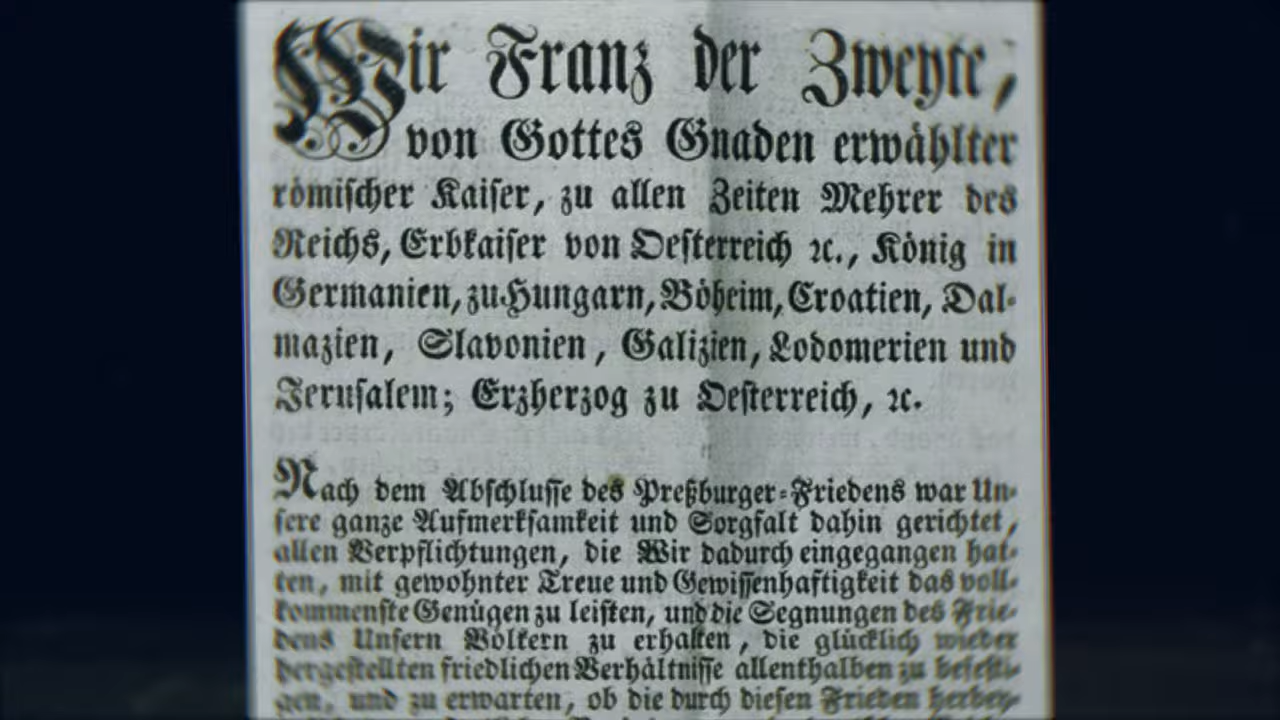 Wir Franz der Zweyte,
von Gottes Gnaden erwählter
römischer Kaiser, zu allen Zeiten Mehrer des
Reichs, Erbkaiser von Oesterreich ꝛc., König in
Germanien, zu Hungarn, Böheim, Croatien, Dal-
mazien, Slavonien, Galizien, Lodomerien und
Jerusalem; Erzherzog zu Oesterreich, ꝛc.
Nach dem Abschlusse des Preßburger-Friedens war Un-
sere ganze Aufmerksamkeit und Sorgfalt dahin gerichtet,
allen Verpflichtungen, die Wir dadurch eingegangen hat-
ten, mit gewohnter Treue und Gewissenhaftigkeit das voll-
kommenste Genügen zu leisten, und die Segnungen des Frie-
dens Unsern Völkern zu erhalten, die glücklich wieder
hergestellten friedlichen Verhältnisse allenthalben zu befesti-
gen, und zu erwarten, ob die durch diesen Frieden herbey-